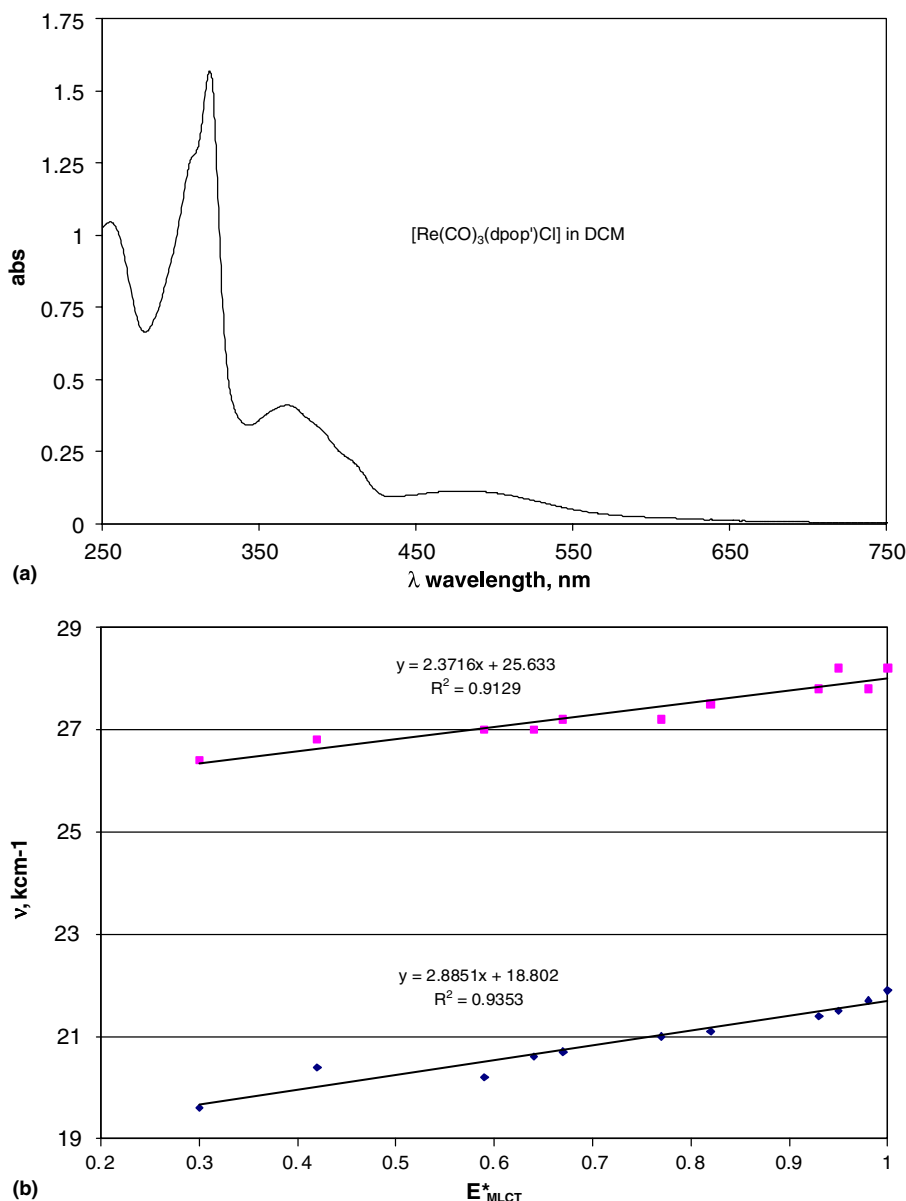 1.75
1.5
1.25
1
0.75
0.5
0.25
0
abs
[Re(CO)₃(dpop')Cl] in DCM
250 350 450 550 650 750
λ wavelength, nm
(a)
29
27
25
23
21
19
ν, kcm-1
y = 2.3716x + 25.633
R² = 0.9129
y = 2.8851x + 18.802
R² = 0.9353
0.2 0.3 0.4 0.5 0.6 0.7 0.8 0.9 1
E*MLCT
(b)